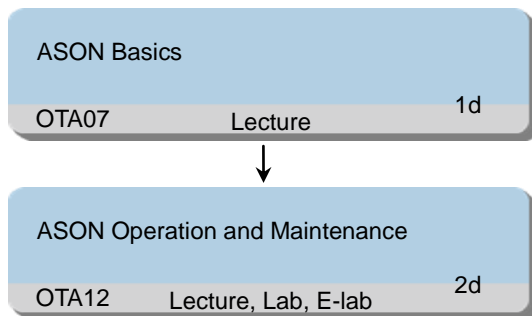 ASON Basics
1d
OTA07 Lecture
ASON Operation and Maintenance
2d
OTA12 Lecture, Lab, E-lab